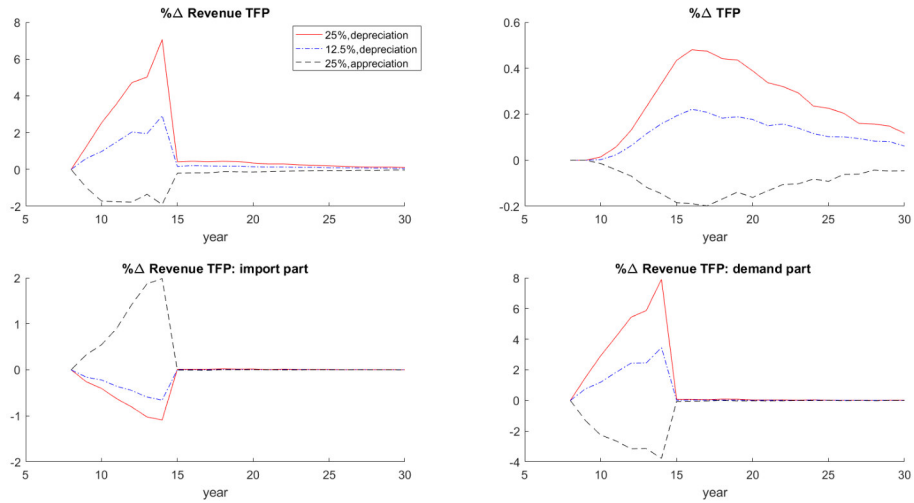 %Δ Revenue TFP
8
6
4
2
0
-2
5 10 15 20 25 30
year
25%,depreciation
12.5%,depreciation
25%,appreciation
%Δ TFP
0.6
0.4
0.2
0
-0.2
5 10 15 20 25 30
year
%Δ Revenue TFP: import part
2
1
0
-1
-2
5 10 15 20 25 30
year
%Δ Revenue TFP: demand part
8
6
4
2
0
-2
-4
5 10 15 20 25 30
year